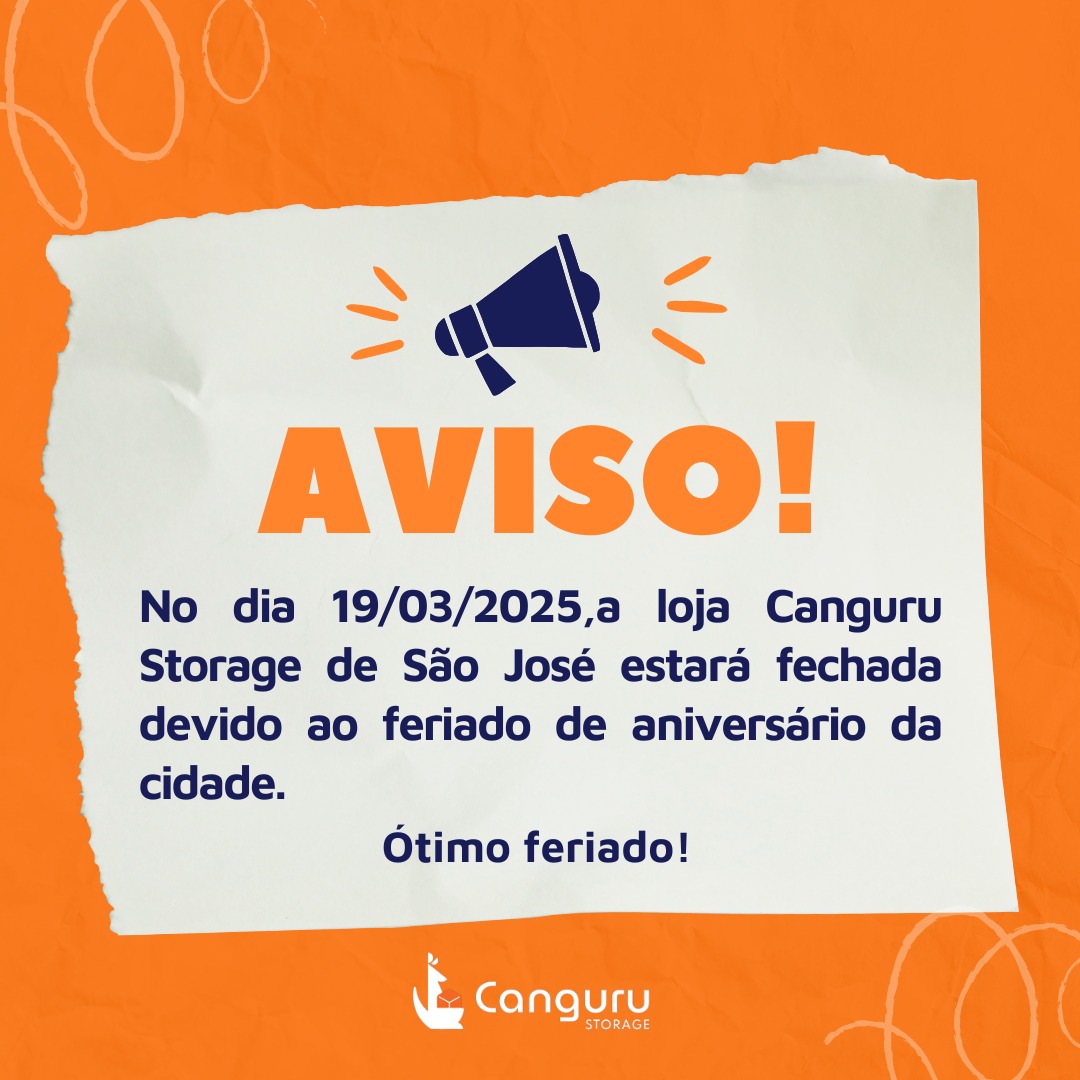 AVISO!
No dia 19/03/2025,a loja Canguru
Storage de São José estará fechada
devido ao feriado de aniversário da
cidade.
Ótimo feriado!
Canguru
STORAGE